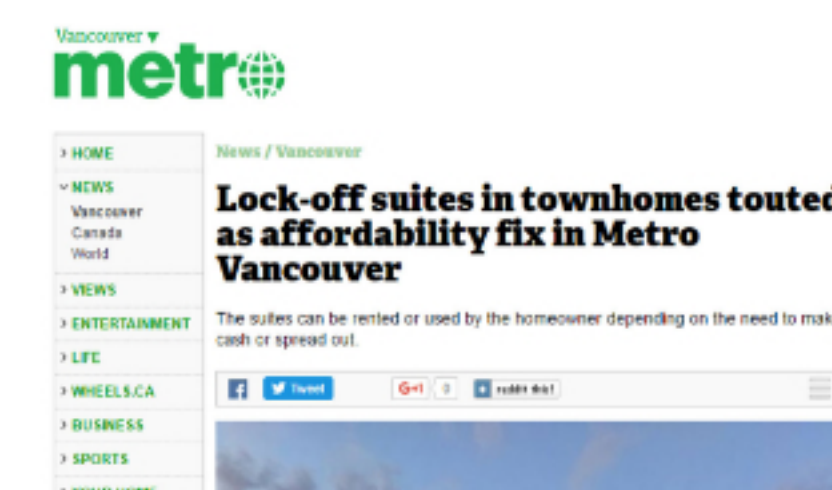 Vancouver ▾
metro
> HOME
NEWS
Vancouver
Canada
World
> VIEWS
> ENTERTAINMENT
> LIFE
> WHEELS.CA
> BUSINESS
> SPORTS
News / Vancouver
Lock-off suites in townhomes touted
as affordability fix in Metro
Vancouver
The suites can be rented or used by the homeowner depending on the need to mak
cash or spread out.
f Tweet G+1 0 reddit this!